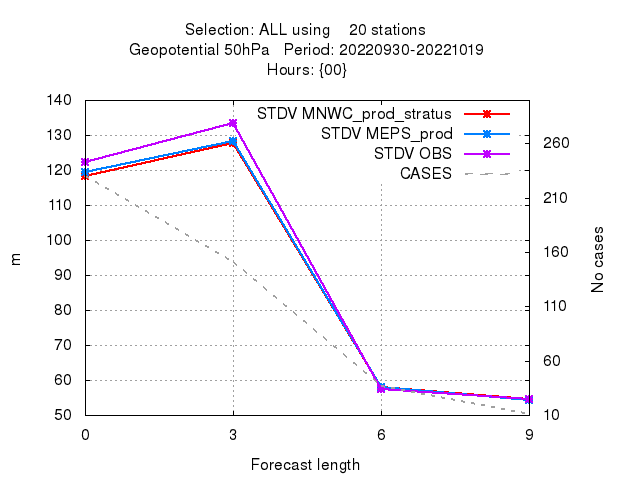 Selection: ALL using    20 stations
Geopotential 50hPa   Period: 20220930-20221019
Hours: {00}
STDV MNWC_prod_stratus
STDV MEPS_prod
STDV OBS
CASES
140
130
120
110
100
90
80
70
60
50
m
260
210
160
110
60
10
No cases
0 3 6 9
Forecast length